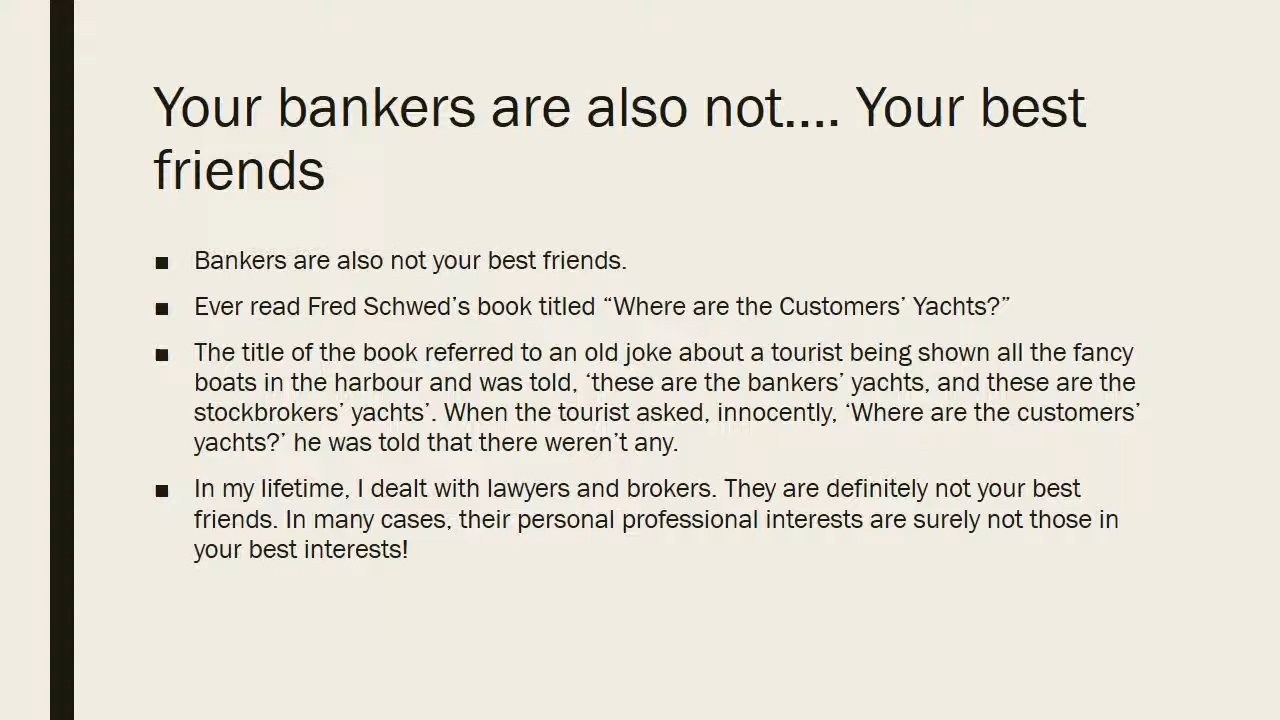 Your bankers are also not.... Your best
friends
■ Bankers are also not your best friends.
■ Ever read Fred Schwed’s book titled “Where are the Customers’ Yachts?”
■ The title of the book referred to an old joke about a tourist being shown all the fancy
boats in the harbour and was told, ‘these are the bankers’ yachts, and these are the
stockbrokers’ yachts’. When the tourist asked, innocently, ‘Where are the customers’
yachts?’ he was told that there weren’t any.
■ In my lifetime, I dealt with lawyers and brokers. They are definitely not your best
friends. In many cases, their personal professional interests are surely not those in
your best interests!